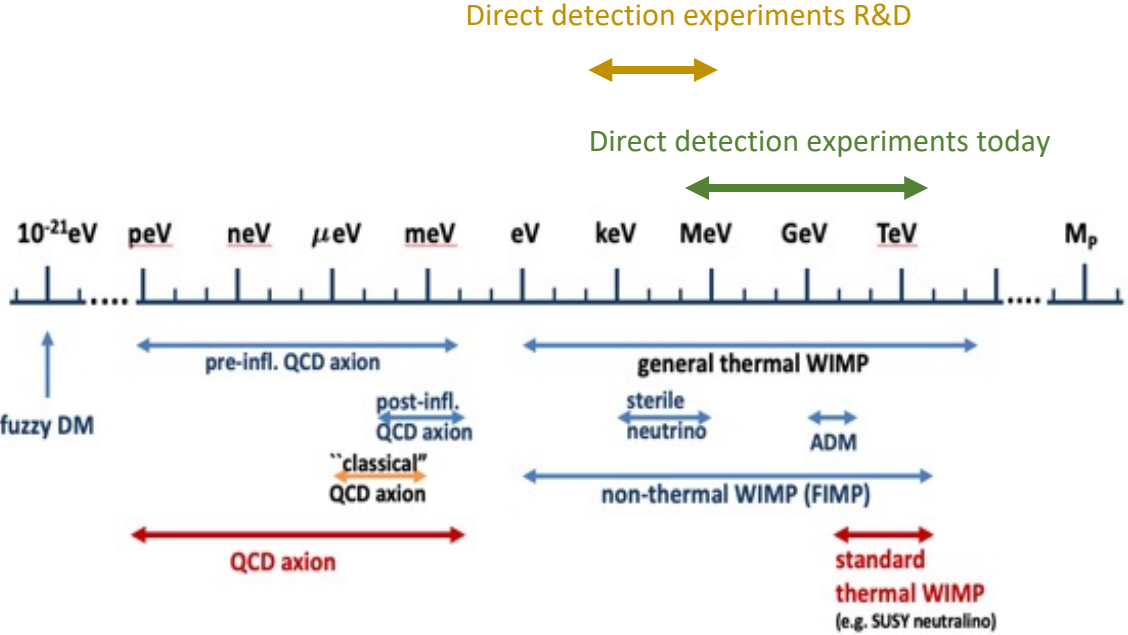 Direct detection experiments R&D
Direct detection experiments today
10⁻²¹eV peV neV μeV meV eV keV MeV GeV TeV Mₚ
pre-infl. QCD axion
general thermal WIMP
post-infl.
QCD axion
sterile
neutrino
ADM
fuzzy DM
``classical”
QCD axion
non-thermal WIMP (FIMP)
QCD axion
standard
thermal WIMP
(e.g. SUSY neutralino)